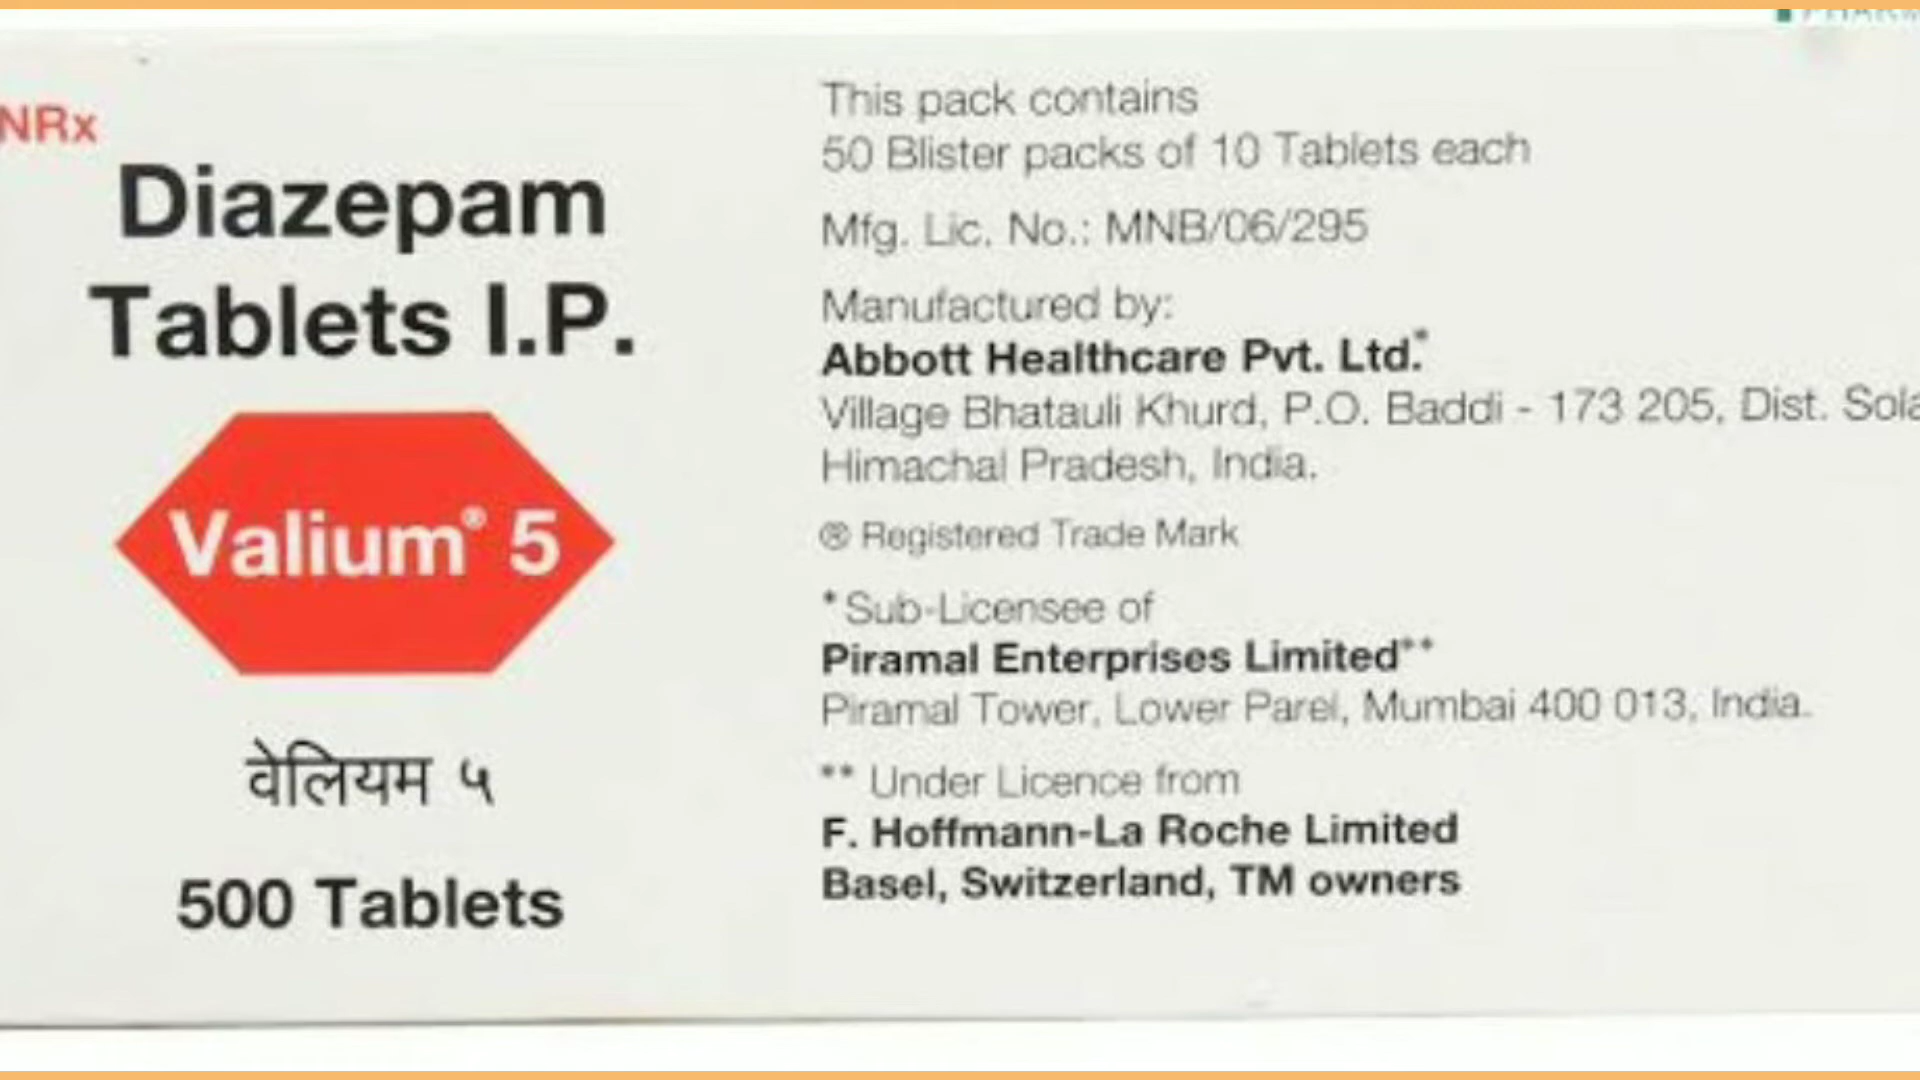 NRx
Diazepam
Tablets I.P.
Valium® 5
वेलियम ५
500 Tablets
This pack contains
50 Blister packs of 10 Tablets each
Mfg. Lic. No.: MNB/06/295
Manufactured by:
Abbott Healthcare Pvt. Ltd.*
Village Bhatauli Khurd, P.O. Baddi - 173 205, Dist. Sola
Himachal Pradesh, India.
® Registered Trade Mark
* Sub-Licensee of
Piramal Enterprises Limited**
Piramal Tower, Lower Parel, Mumbai 400 013, India.
** Under Licence from
F. Hoffmann-La Roche Limited
Basel, Switzerland, TM owners